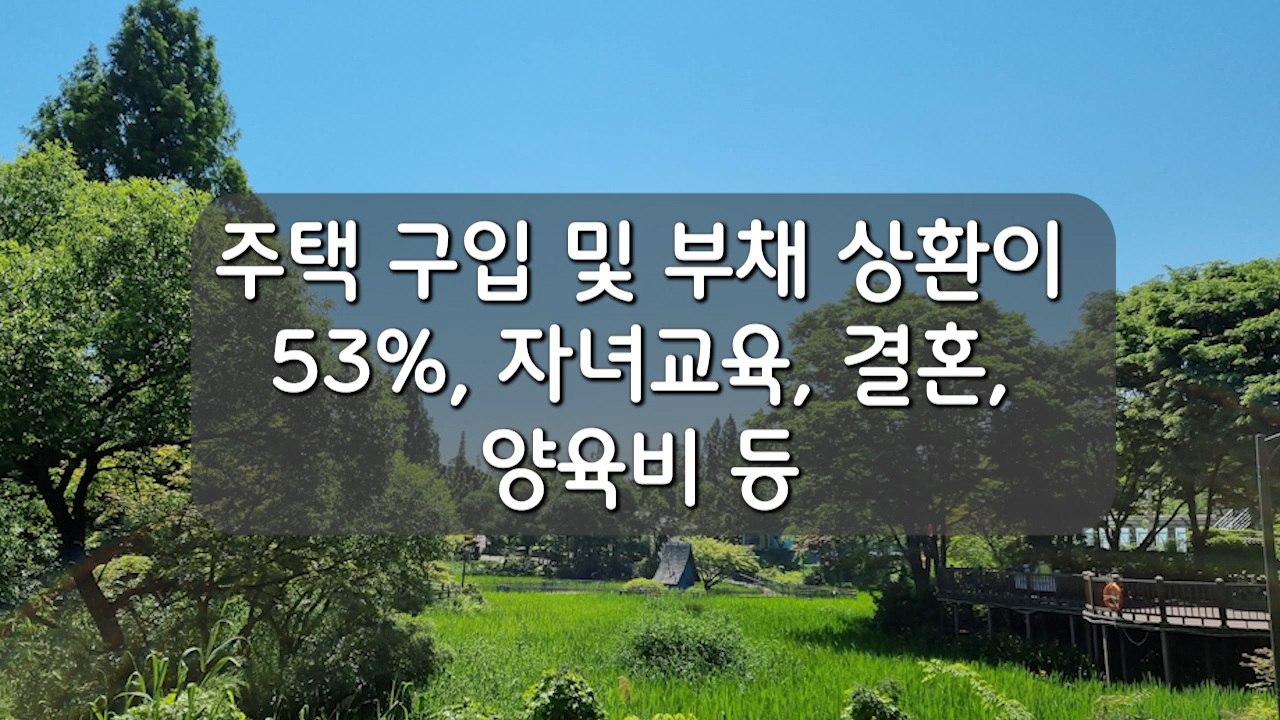 주택 구입 및 부채 상환이
53%, 자녀교육, 결혼,
양육비 등